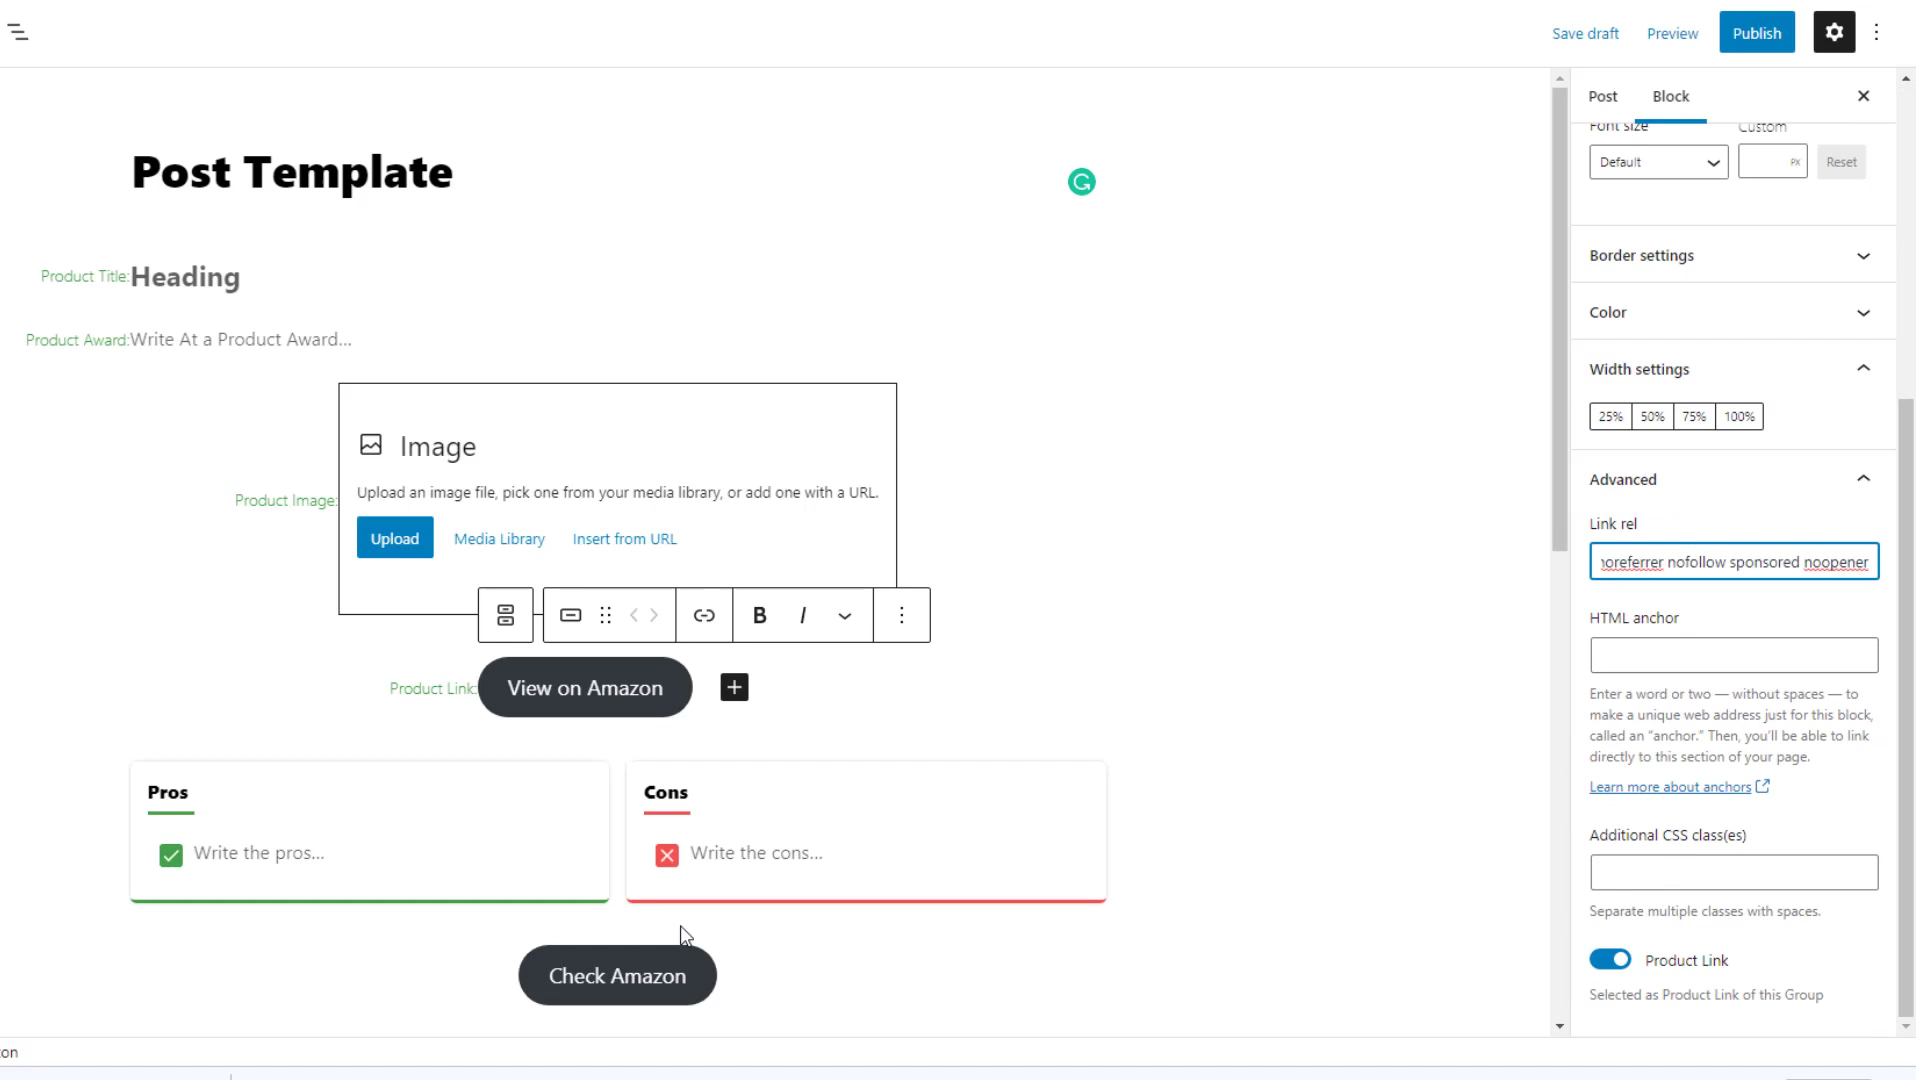 Save draft
Preview
Publish
Post Template
Product Title:
Heading
Product Award:
Write At a Product Award...
Product Image:
Image
Upload an image file, pick one from your media library, or add one with a URL.
Upload
Media Library
Insert from URL
B I
Product Link:
View on Amazon
Pros
Write the pros...
Cons
Write the cons...
Check Amazon
Post
Block
Font size
Custom
Default
PX
Reset
Border settings
Color
Width settings
25%
50%
75%
100%
Advanced
Link rel
noreferrer nofollow sponsored noopener
HTML anchor
Enter a word or two — without spaces — to
make a unique web address just for this block,
called an “anchor.” Then, you’ll be able to link
directly to this section of your page.
Learn more about anchors
Additional CSS class(es)
Separate multiple classes with spaces.
Product Link
Selected as Product Link of this Group
on